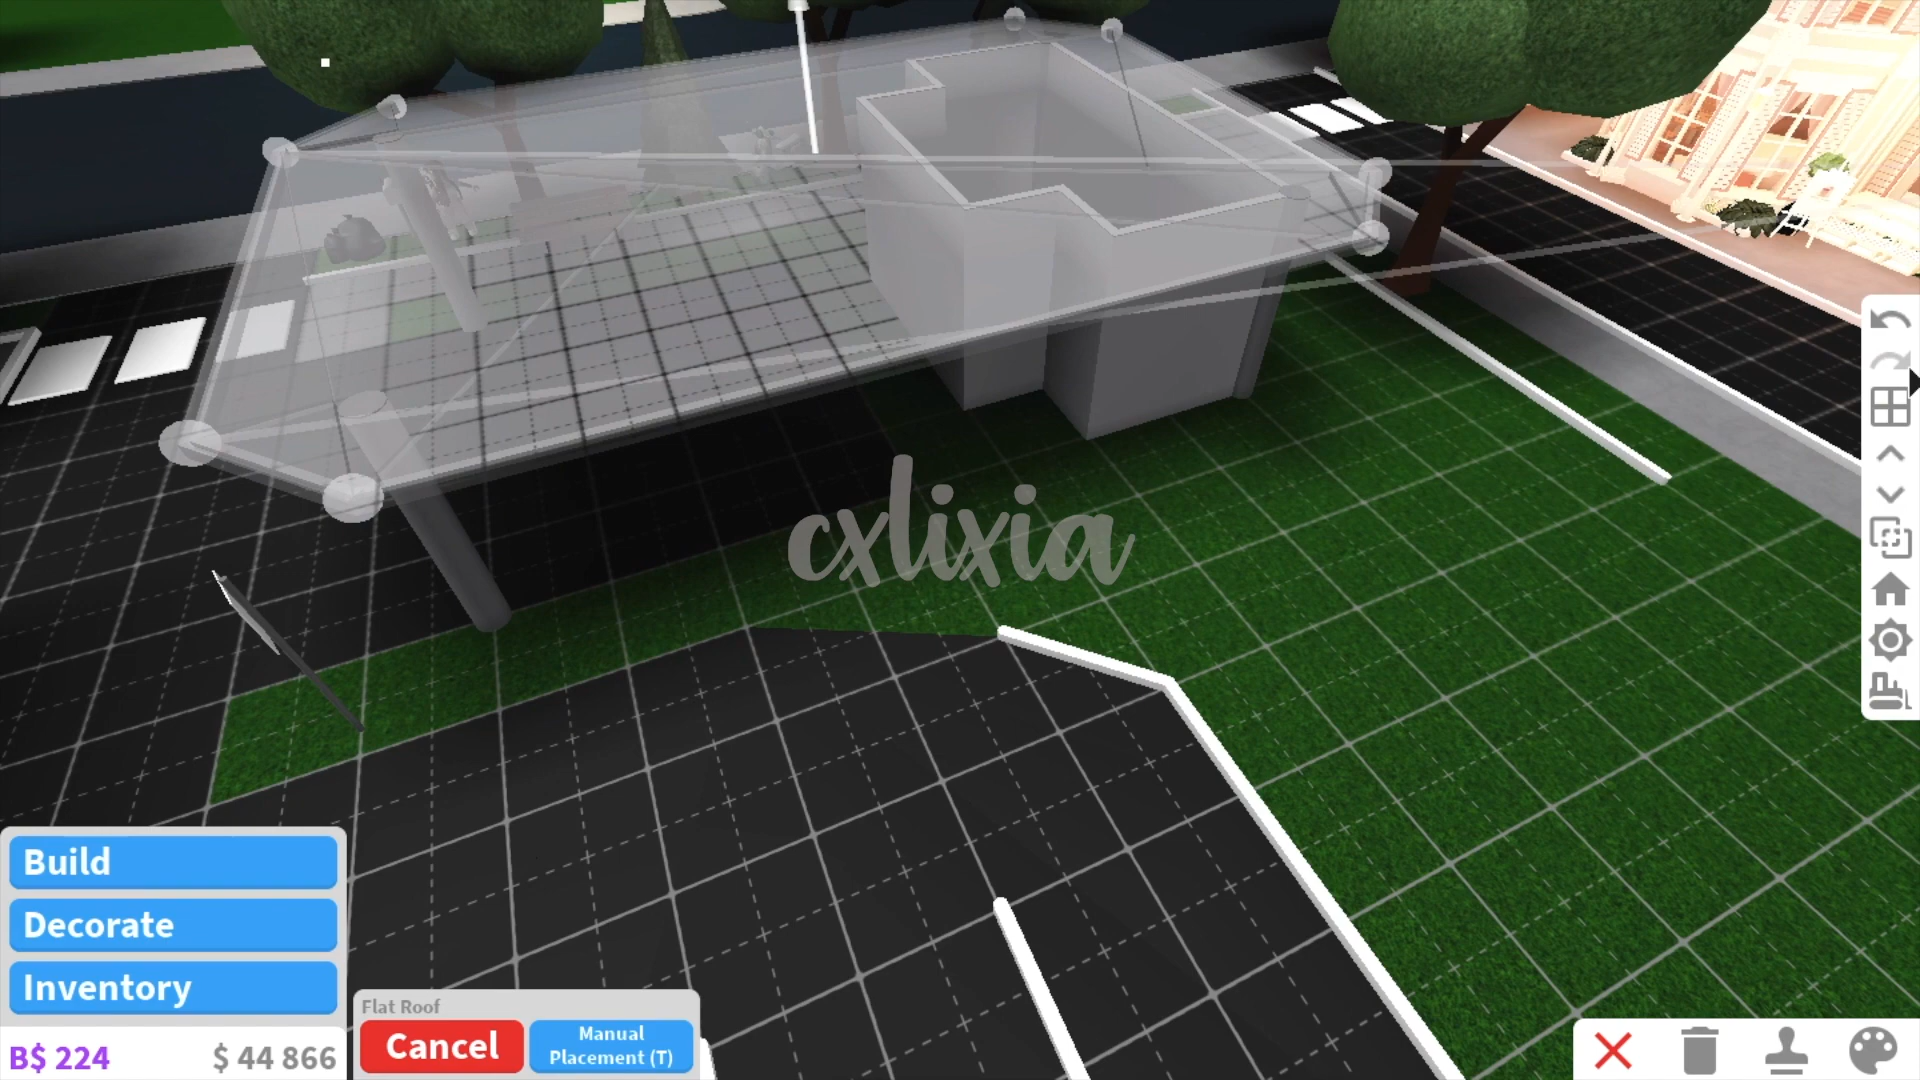 cxlixia
Build
Decorate
Inventory
B$ 224 $ 44 866
Flat Roof
Cancel
Manual
Placement (T)